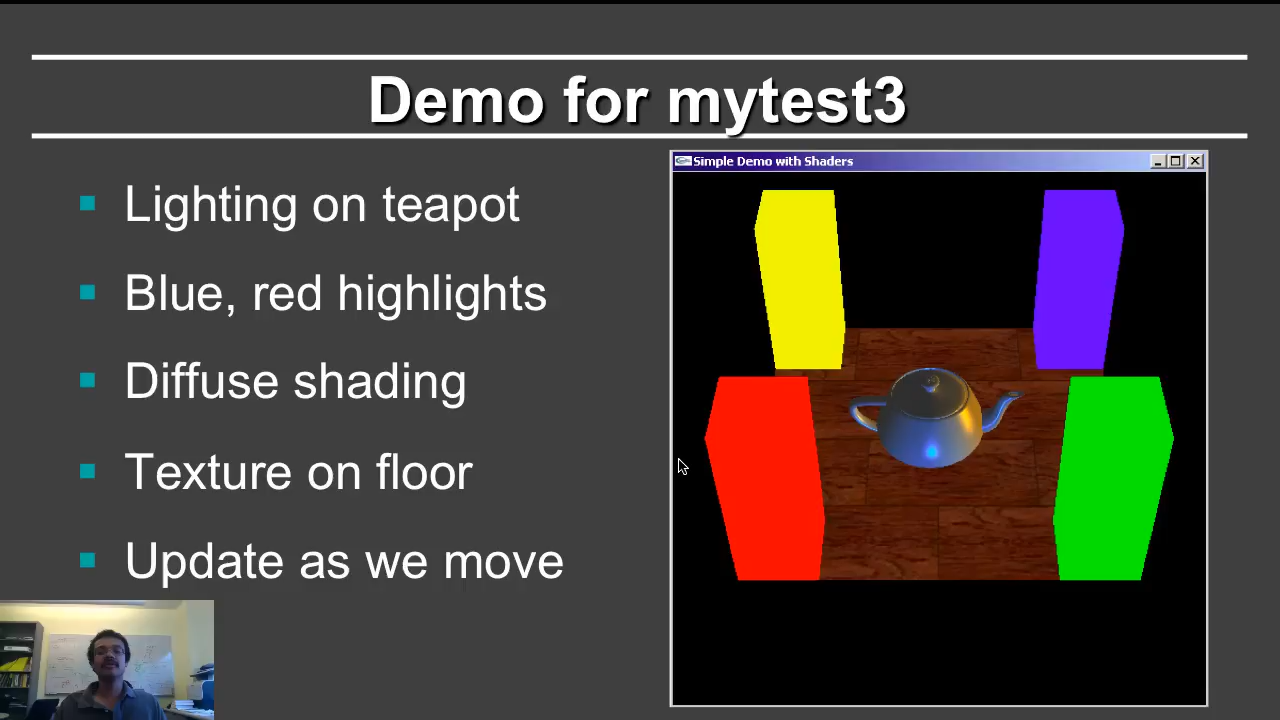 Demo for mytest3
Lighting on teapot
Blue, red highlights
Diffuse shading
Texture on floor
Update as we move
Simple Demo with Shaders